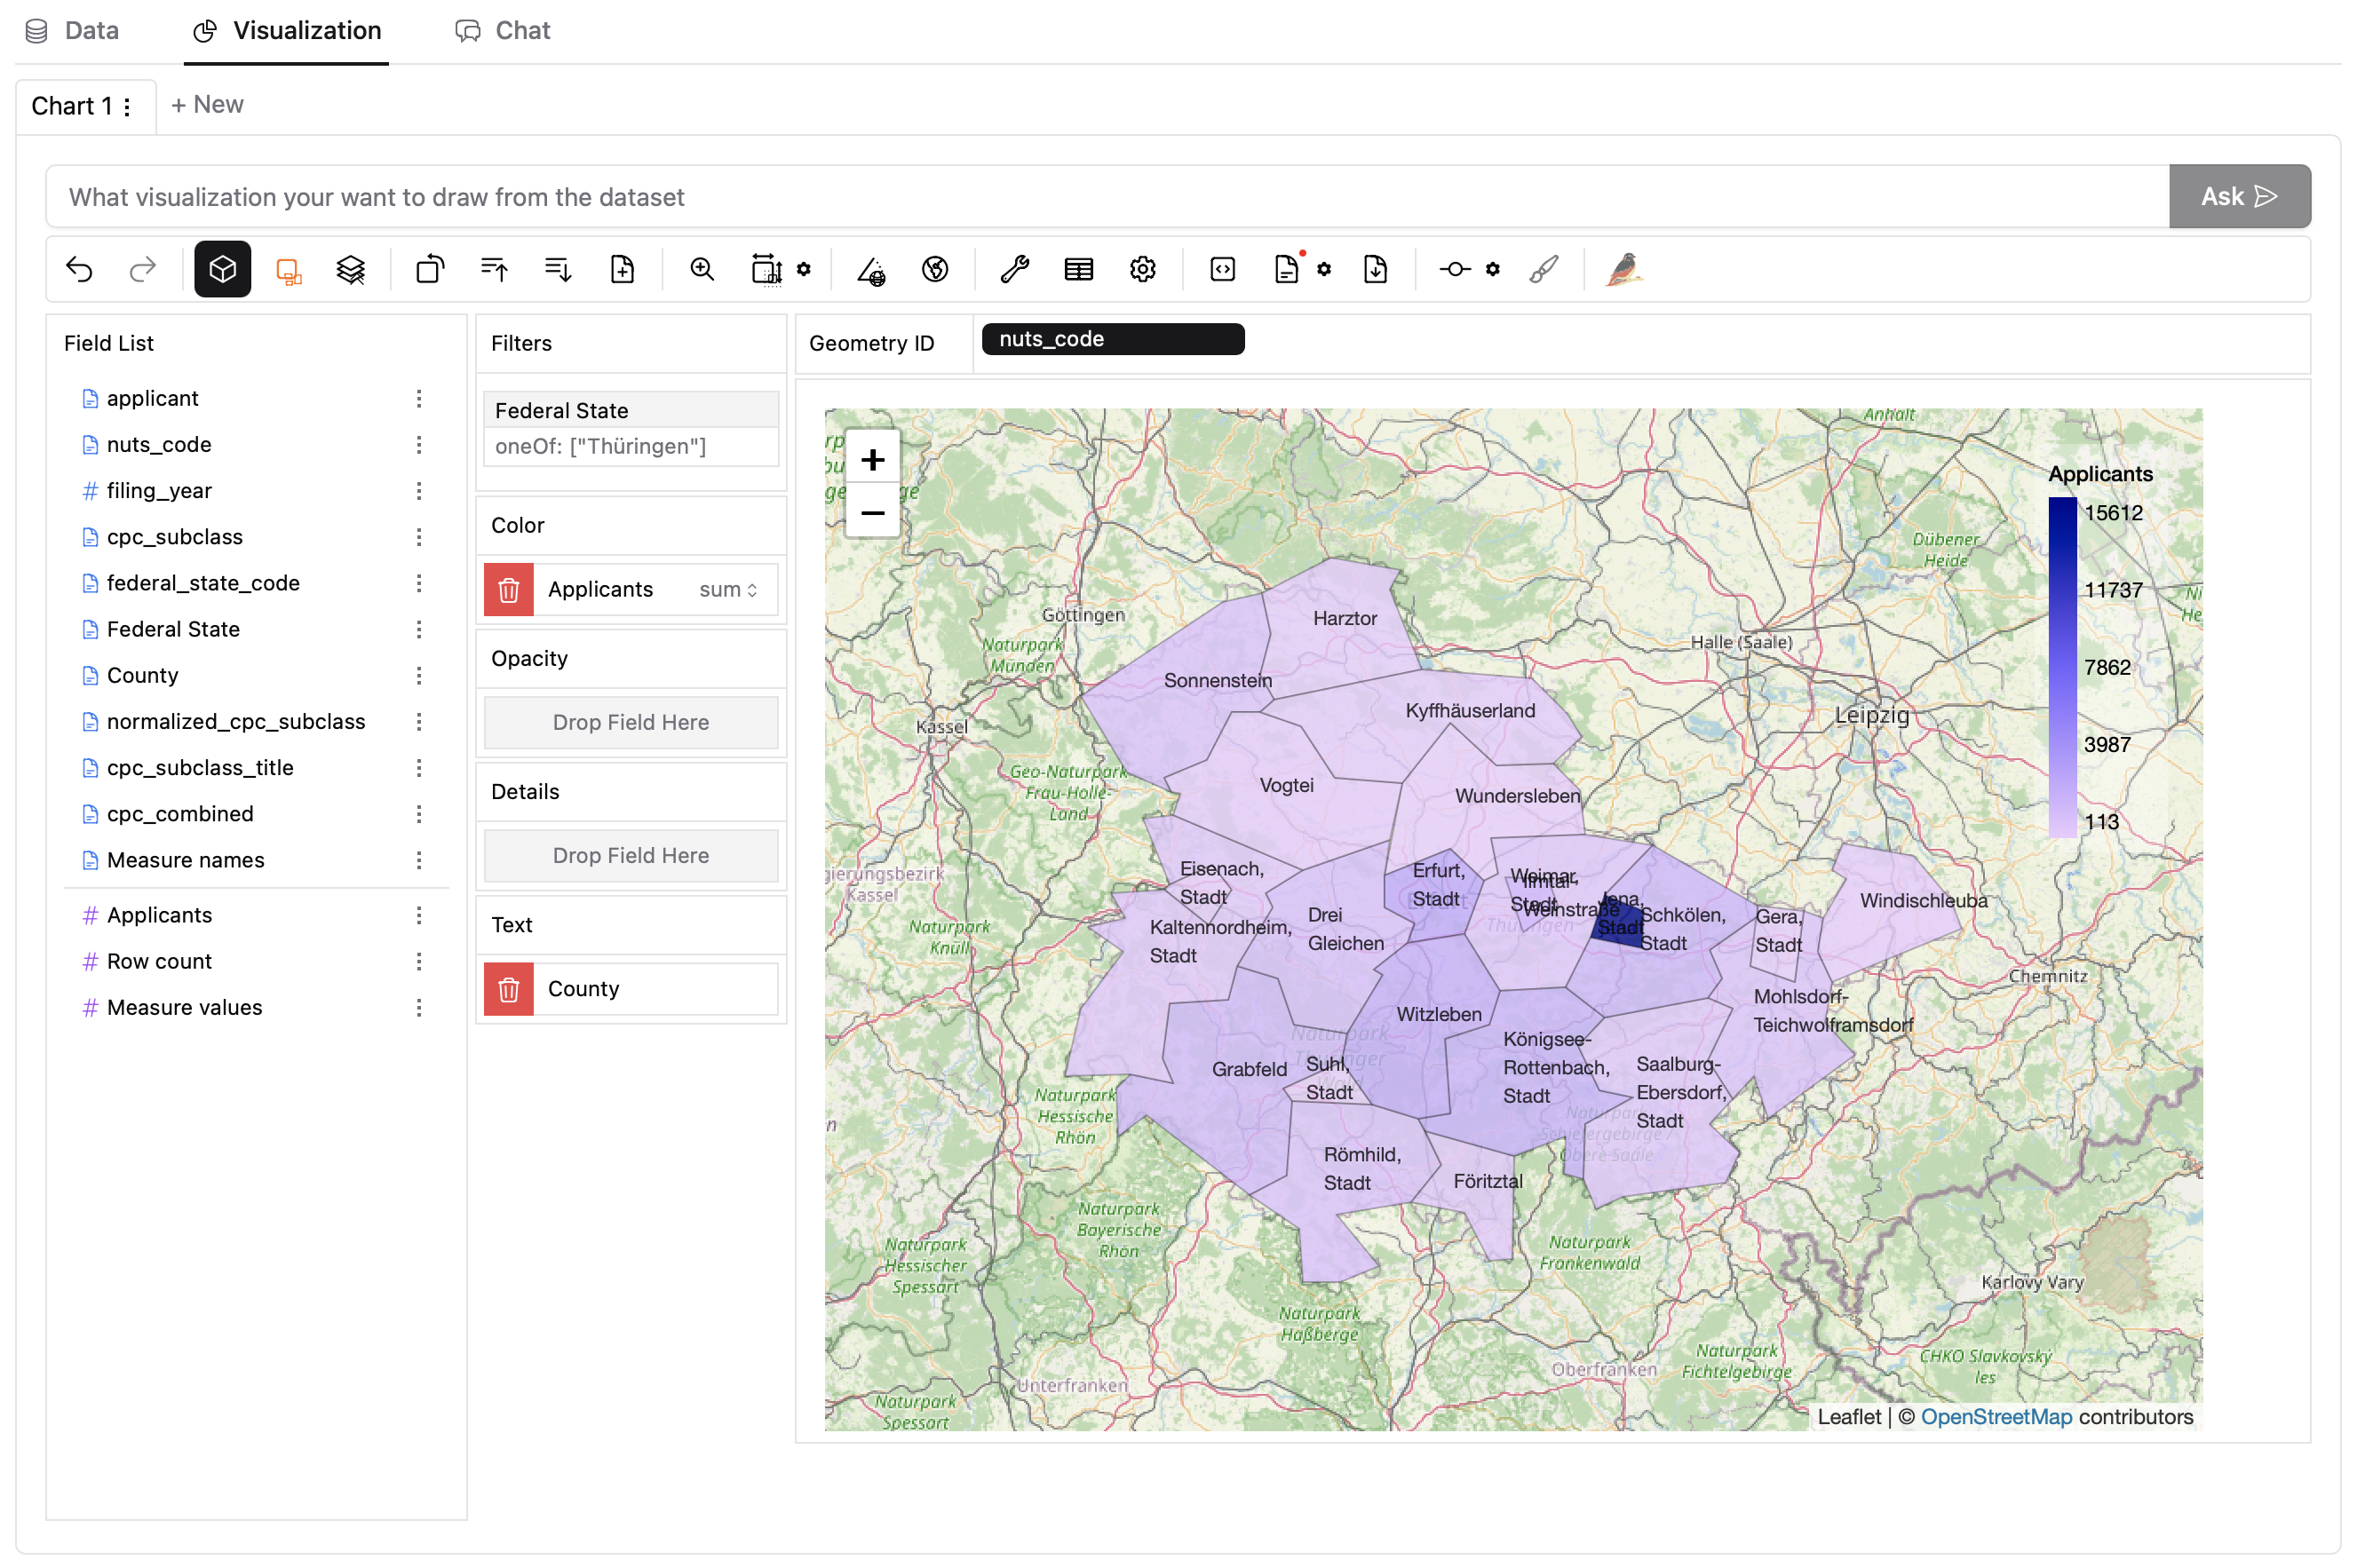 Data
Visualization
Chat
Chart 1
+ New
What visualization your want to draw from the dataset
Ask
Field List
applicant
nuts_code
filing_year
cpc_subclass
federal_state_code
Federal State
County
normalized_cpc_subclass
cpc_subclass_title
cpc_combined
Measure names
Applicants
Row count
Measure values
Filters
Federal State
oneOf: ["Thüringen"]
Color
Applicants
sum
Opacity
Drop Field Here
Details
Drop Field Here
Text
County
Geometry ID
nuts_code
+
−
Anhalt
Applicants
15612
11737
7862
3987
113
Dübener
Heide
Göttingen
Harztor
Halle (Saale)
Naturpark
Münden
Sonnenstein
Kyffhäuserland
Leipzig
Kassel
Geo-Naturpark
Frau-Holle-
Land
Vogtei
Wundersleben
Eisenach,
Stadt
Erfurt,
Stadt
Weimar,
Stadt
Ilmtal-
Weinstraße
Jena,
Stadt
Schkölen,
Stadt
Gera,
Stadt
Windischleuba
Kassel
Naturpark
Knüll
Kaltennordheim,
Stadt
Drei
Gleichen
Thüringen
Chemnitz
Mohlsdorf-
Teichwolframsdorf
Witzleben
Naturpark
Thüringer
Wald
Grabfeld
Suhl,
Stadt
Königsee-
Rottenbach,
Stadt
Saalburg-
Ebersdorf,
Stadt
Naturpark
Hessische
Rhön
Naturpark
Schiefergebirge /
Obere Saale
Römhild,
Stadt
Föritztal
Naturpark
Bayerische
Rhön
Naturpark
Hessischer
Spessart
Naturpark
Frankenwald
Karlovy Vary
Naturpark
Haßberge
Oberfranken
Naturpark
Fichtelgebirge
CHKO Slavkovský
les
Unterfranken
Naturpark
Spessart
Leaflet | © OpenStreetMap contributors